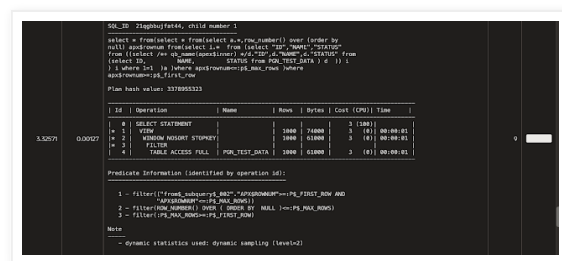 SQL_ID 21qgbbujfat44, child number 1
select * from(select * from(select a.*,row_number() over (order by
null) apx$rownum from(select i.* from (select "ID","NAME","STATUS"
from ((select /*+ qb_name(apex$inner) */d."ID",d."NAME",d."STATUS" from
(select ID, NAME, STATUS from PGN_TEST_DATA ) d )) i
) i where 1=1 )a )where apx$rownum<=:p$_max_rows )where
apx$rownum>=:p$_first_row
Plan hash value: 3378955323
| Id | Operation | Name | Rows | Bytes | Cost (CPU)| Time |
| 0 | SELECT STATEMENT | | | | 3 (100)| |
|* 1 | VIEW | | 1000 | 74000 | 3 (0)| 00:00:01 |
|* 2 | WINDOW NOSORT STOPKEY| | 1000 | 61000 | 3 (0)| 00:00:01 |
|* 3 | FILTER | | | | | |
3.32571 0.00127 | 4 | TABLE ACCESS FULL | PGN_TEST_DATA | 1000 | 61000 | 3 (0)| 00:00:01 | 9
Predicate Information (identified by operation id):
1 - filter(("from$_subquery$_002"."APX$ROWNUM">=:P$_FIRST_ROW AND
"APX$ROWNUM"<=:P$_MAX_ROWS))
2 - filter(ROW_NUMBER() OVER ( ORDER BY NULL )<=:P$_MAX_ROWS)
3 - filter(:P$_MAX_ROWS>=:P$_FIRST_ROW)
Note
- dynamic statistics used: dynamic sampling (level=2)